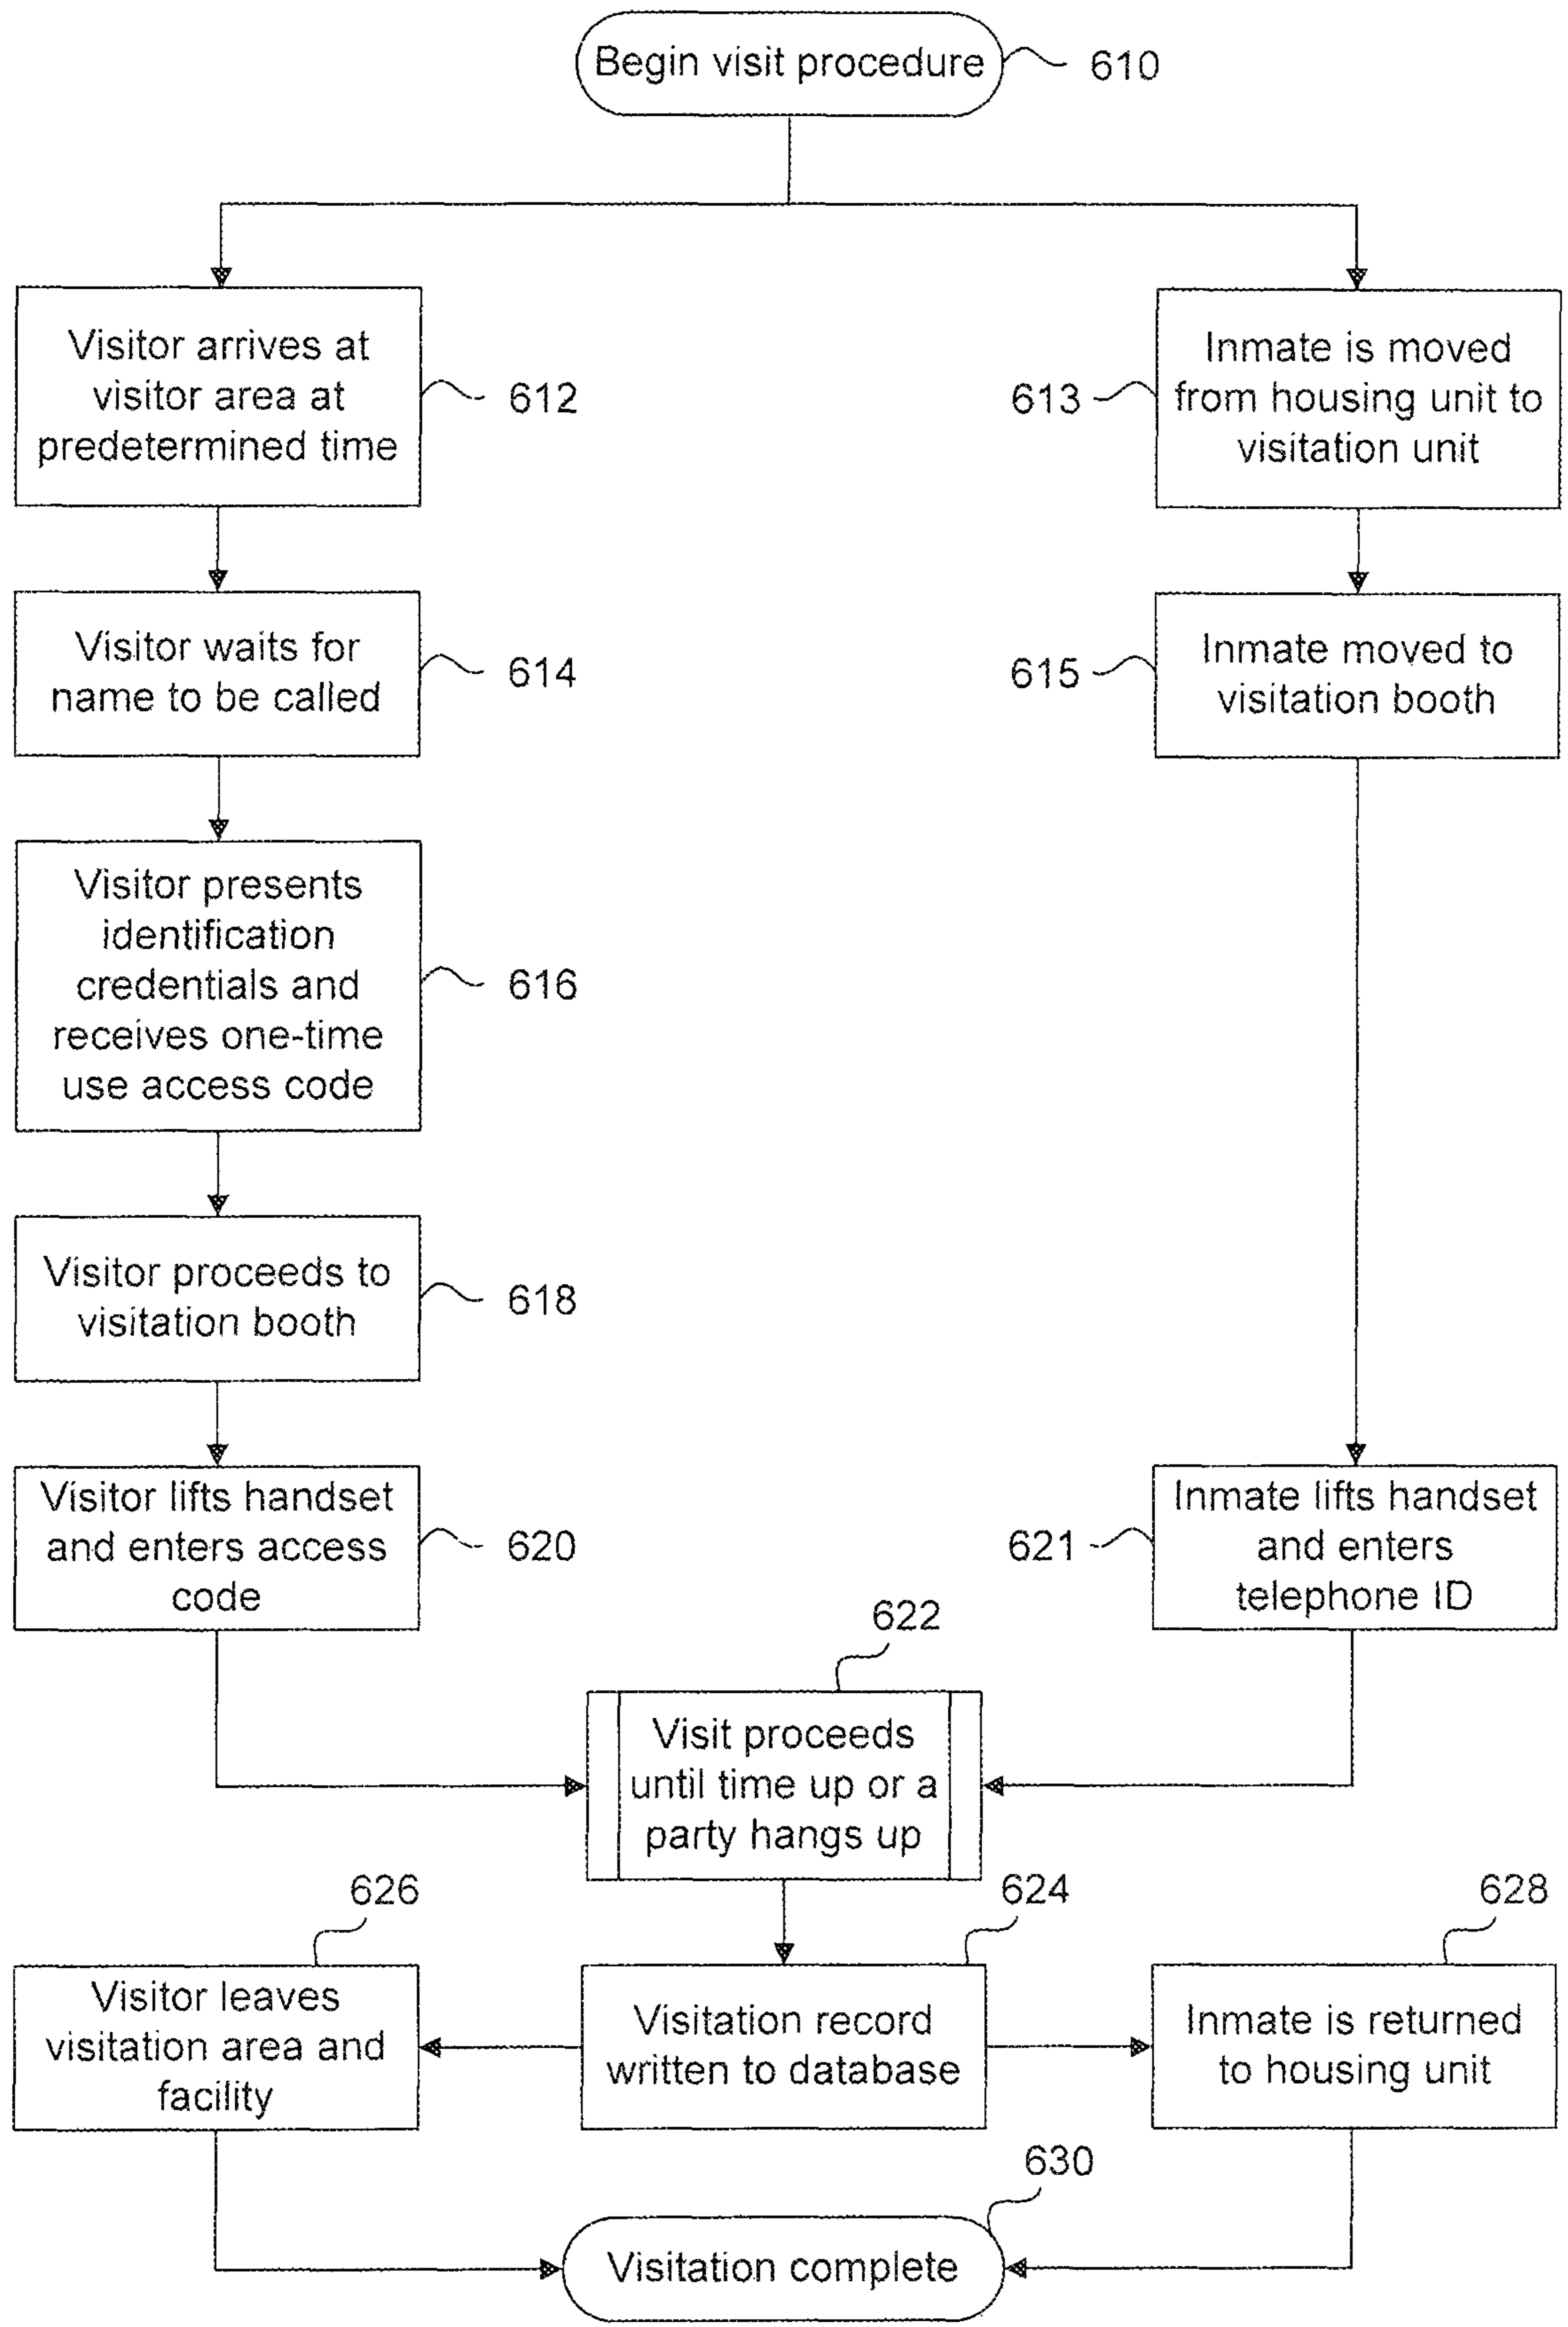 Begin visit procedure
610
Visitor arrives at
visitor area at
predetermined time
612
613
Inmate is moved
from housing unit to
visitation unit
Visitor waits for
name to be called
614
615
Inmate moved to
visitation booth
Visitor presents
identification
credentials and
receives one-time
use access code
616
Visitor proceeds to
visitation booth
618
Visitor lifts handset
and enters access
code
620
621
Inmate lifts handset
and enters
telephone ID
622
Visit proceeds
until time up or a
party hangs up
626
624
628
Visitor leaves
visitation area and
facility
Visitation record
written to database
Inmate is returned
to housing unit
630
Visitation complete